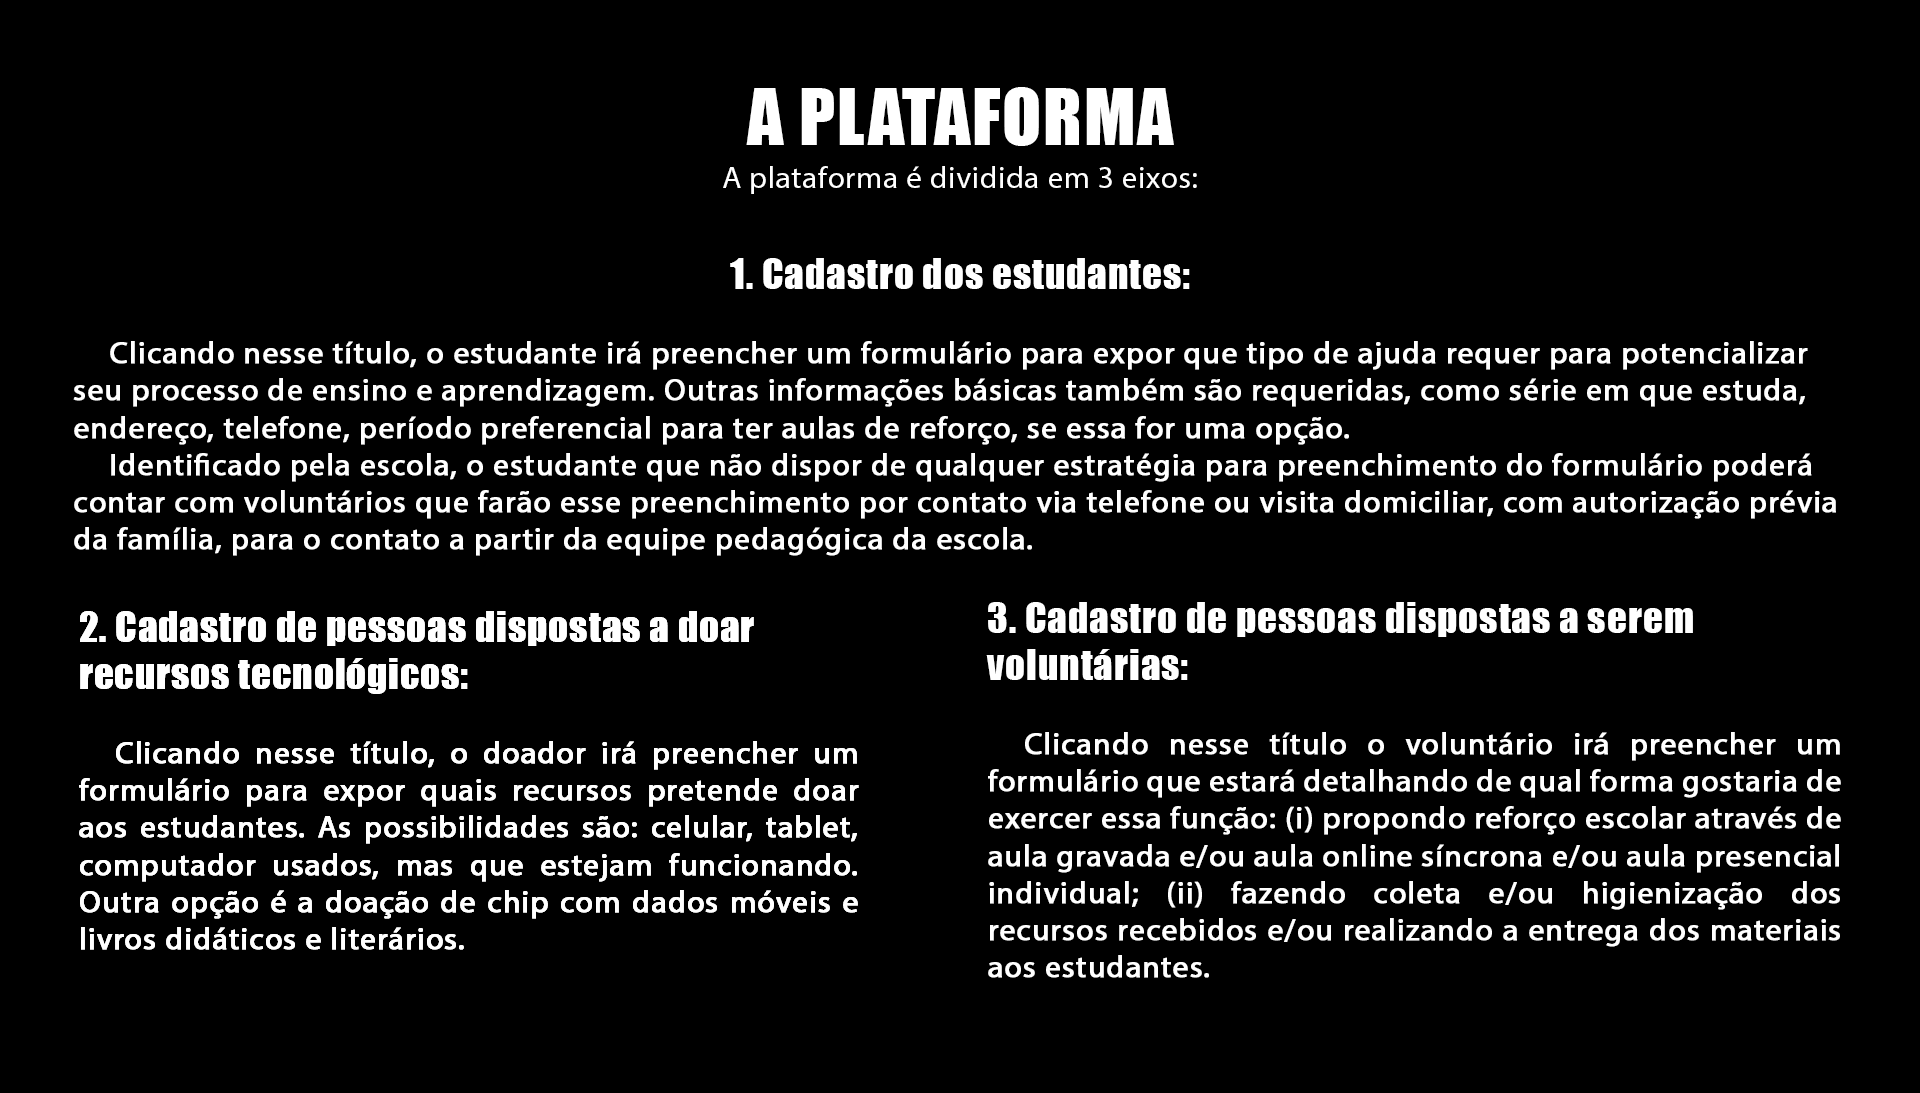 A PLATAFORMA
A plataforma é dividida em 3 eixos:
1. Cadastro dos estudantes:
Clicando nesse título, o estudante irá preencher um formulário para expor que tipo de ajuda requer para potencializar
seu processo de ensino e aprendizagem. Outras informações básicas também são requeridas, como série em que estuda,
endereço, telefone, período preferencial para ter aulas de reforço, se essa for uma opção.
Identificado pela escola, o estudante que não dispor de qualquer estratégia para preenchimento do formulário poderá
contar com voluntários que farão esse preenchimento por contato via telefone ou visita domiciliar, com autorização prévia
da família, para o contato a partir da equipe pedagógica da escola.
2. Cadastro de pessoas dispostas a doar
recursos tecnológicos:
Clicando nesse título, o doador irá preencher um
formulário para expor quais recursos pretende doar
aos estudantes. As possibilidades são: celular, tablet,
computador usados, mas que estejam funcionando.
Outra opção é a doação de chip com dados móveis e
livros didáticos e literários.
3. Cadastro de pessoas dispostas a serem
voluntárias:
Clicando nesse título o voluntário irá preencher um
formulário que estará detalhando de qual forma gostaria de
exercer essa função: (i) propondo reforço escolar através de
aula gravada e/ou aula online síncrona e/ou aula presencial
individual; (ii) fazendo coleta e/ou higienização dos
recursos recebidos e/ou realizando a entrega dos materiais
aos estudantes.